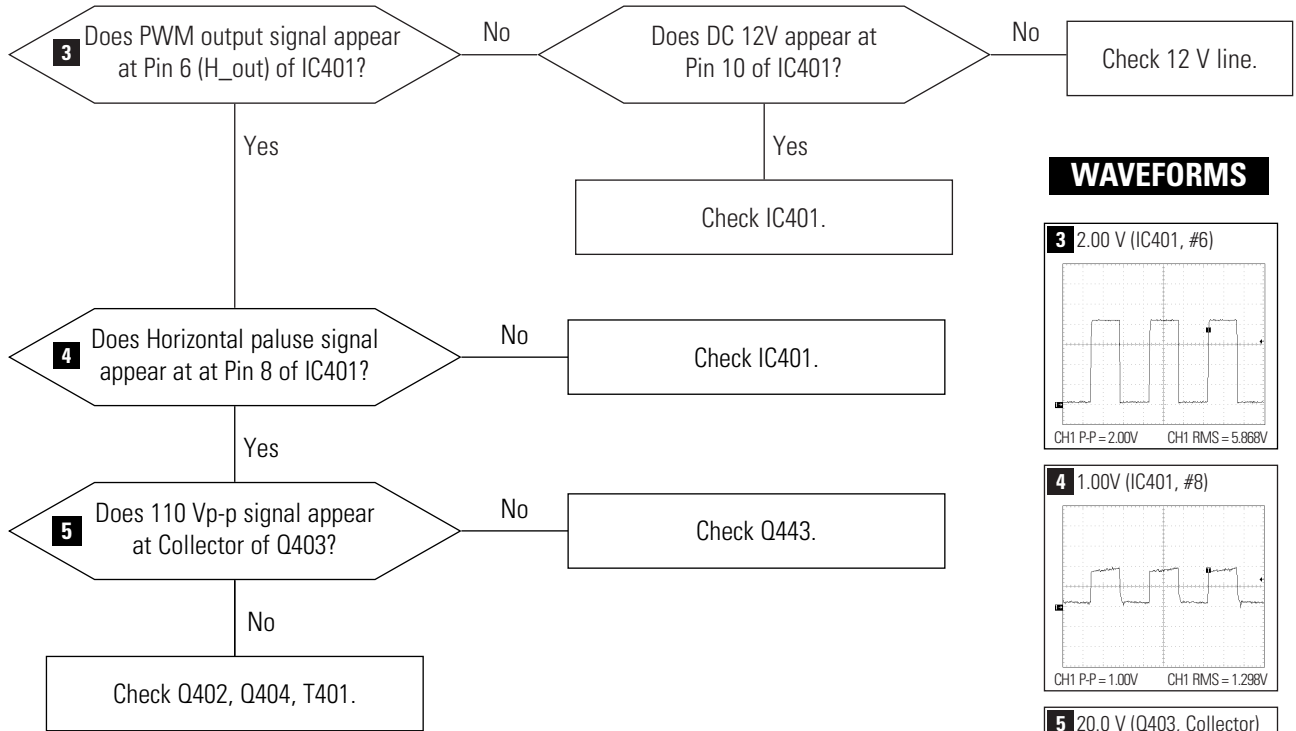 3
Does PWM output signal appear
at Pin 6 (H_out) of IC401?
No
Does DC 12V appear at
Pin 10 of IC401?
No
Check 12 V line.
Yes
Yes
Check IC401.
4
Does Horizontal paluse signal
appear at at Pin 8 of IC401?
No
Check IC401.
Yes
5
Does 110 Vp-p signal appear
at Collector of Q403?
No
Check Q443.
No
Check Q402, Q404, T401.
WAVEFORMS
3 2.00 V (IC401, #6)
CH1 P-P = 2.00V CH1 RMS = 5.868V
4 1.00V (IC401, #8)
CH1 P-P = 1.00V CH1 RMS = 1.298V
5 20.0 V (Q403, Collector)